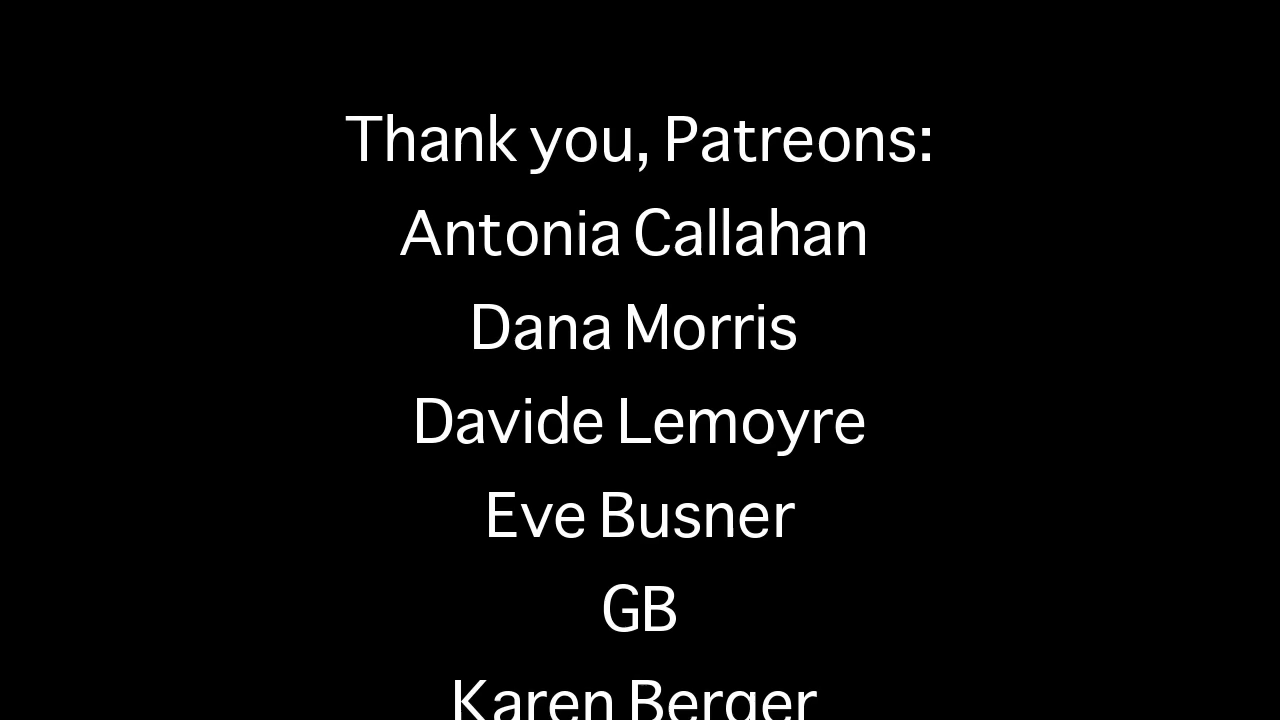 Thank you, Patreons:
Antonia Callahan
Dana Morris
Davide Lemoyre
Eve Busner
GB
Karen Berger